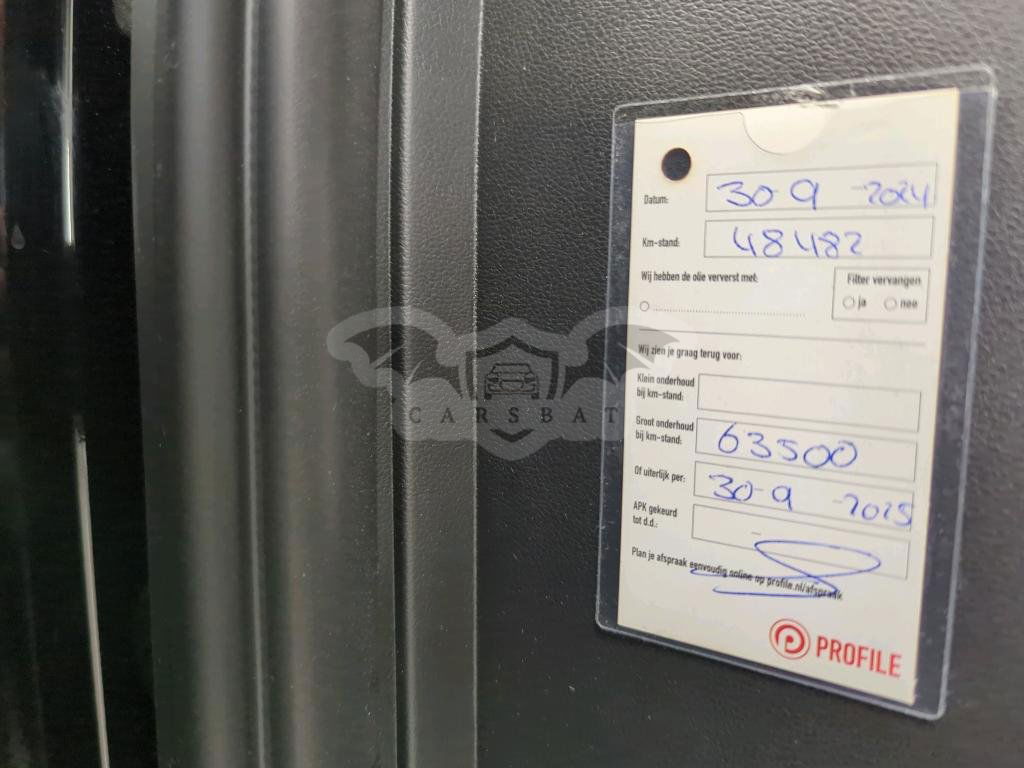 Datum: 30-9 -2024
Km-stand: 48482
Wij hebben de olie ververst met:
Filter vervangen
ja nee
Wij zien je graag terug voor:
Klein onderhoud
bij km-stand:
Groot onderhoud
bij km-stand: 63500
Of uiterlijk per: 30-9 -2025
APK gekeurd
tot d.d.: -
Plan je afspraak eenvoudig online op profile.nl/afspraak
PROFILE
CARSBAT